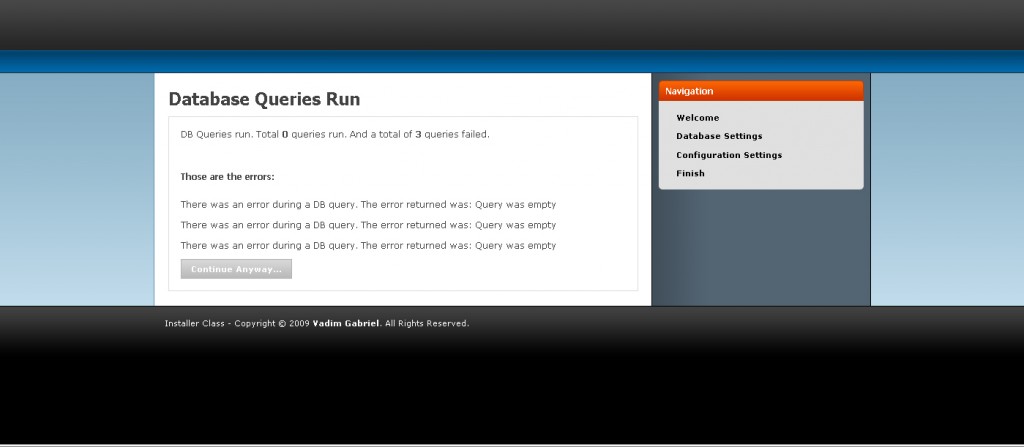 Database Queries Run
DB Queries run. Total 0 queries run. And a total of 3 queries failed.
Those are the errors:
There was an error during a DB query. The error returned was: Query was empty
There was an error during a DB query. The error returned was: Query was empty
There was an error during a DB query. The error returned was: Query was empty
Continue Anyway...
Navigation
Welcome
Database Settings
Configuration Settings
Finish
Installer Class - Copyright © 2009 Vadim Gabriel. All Rights Reserved.